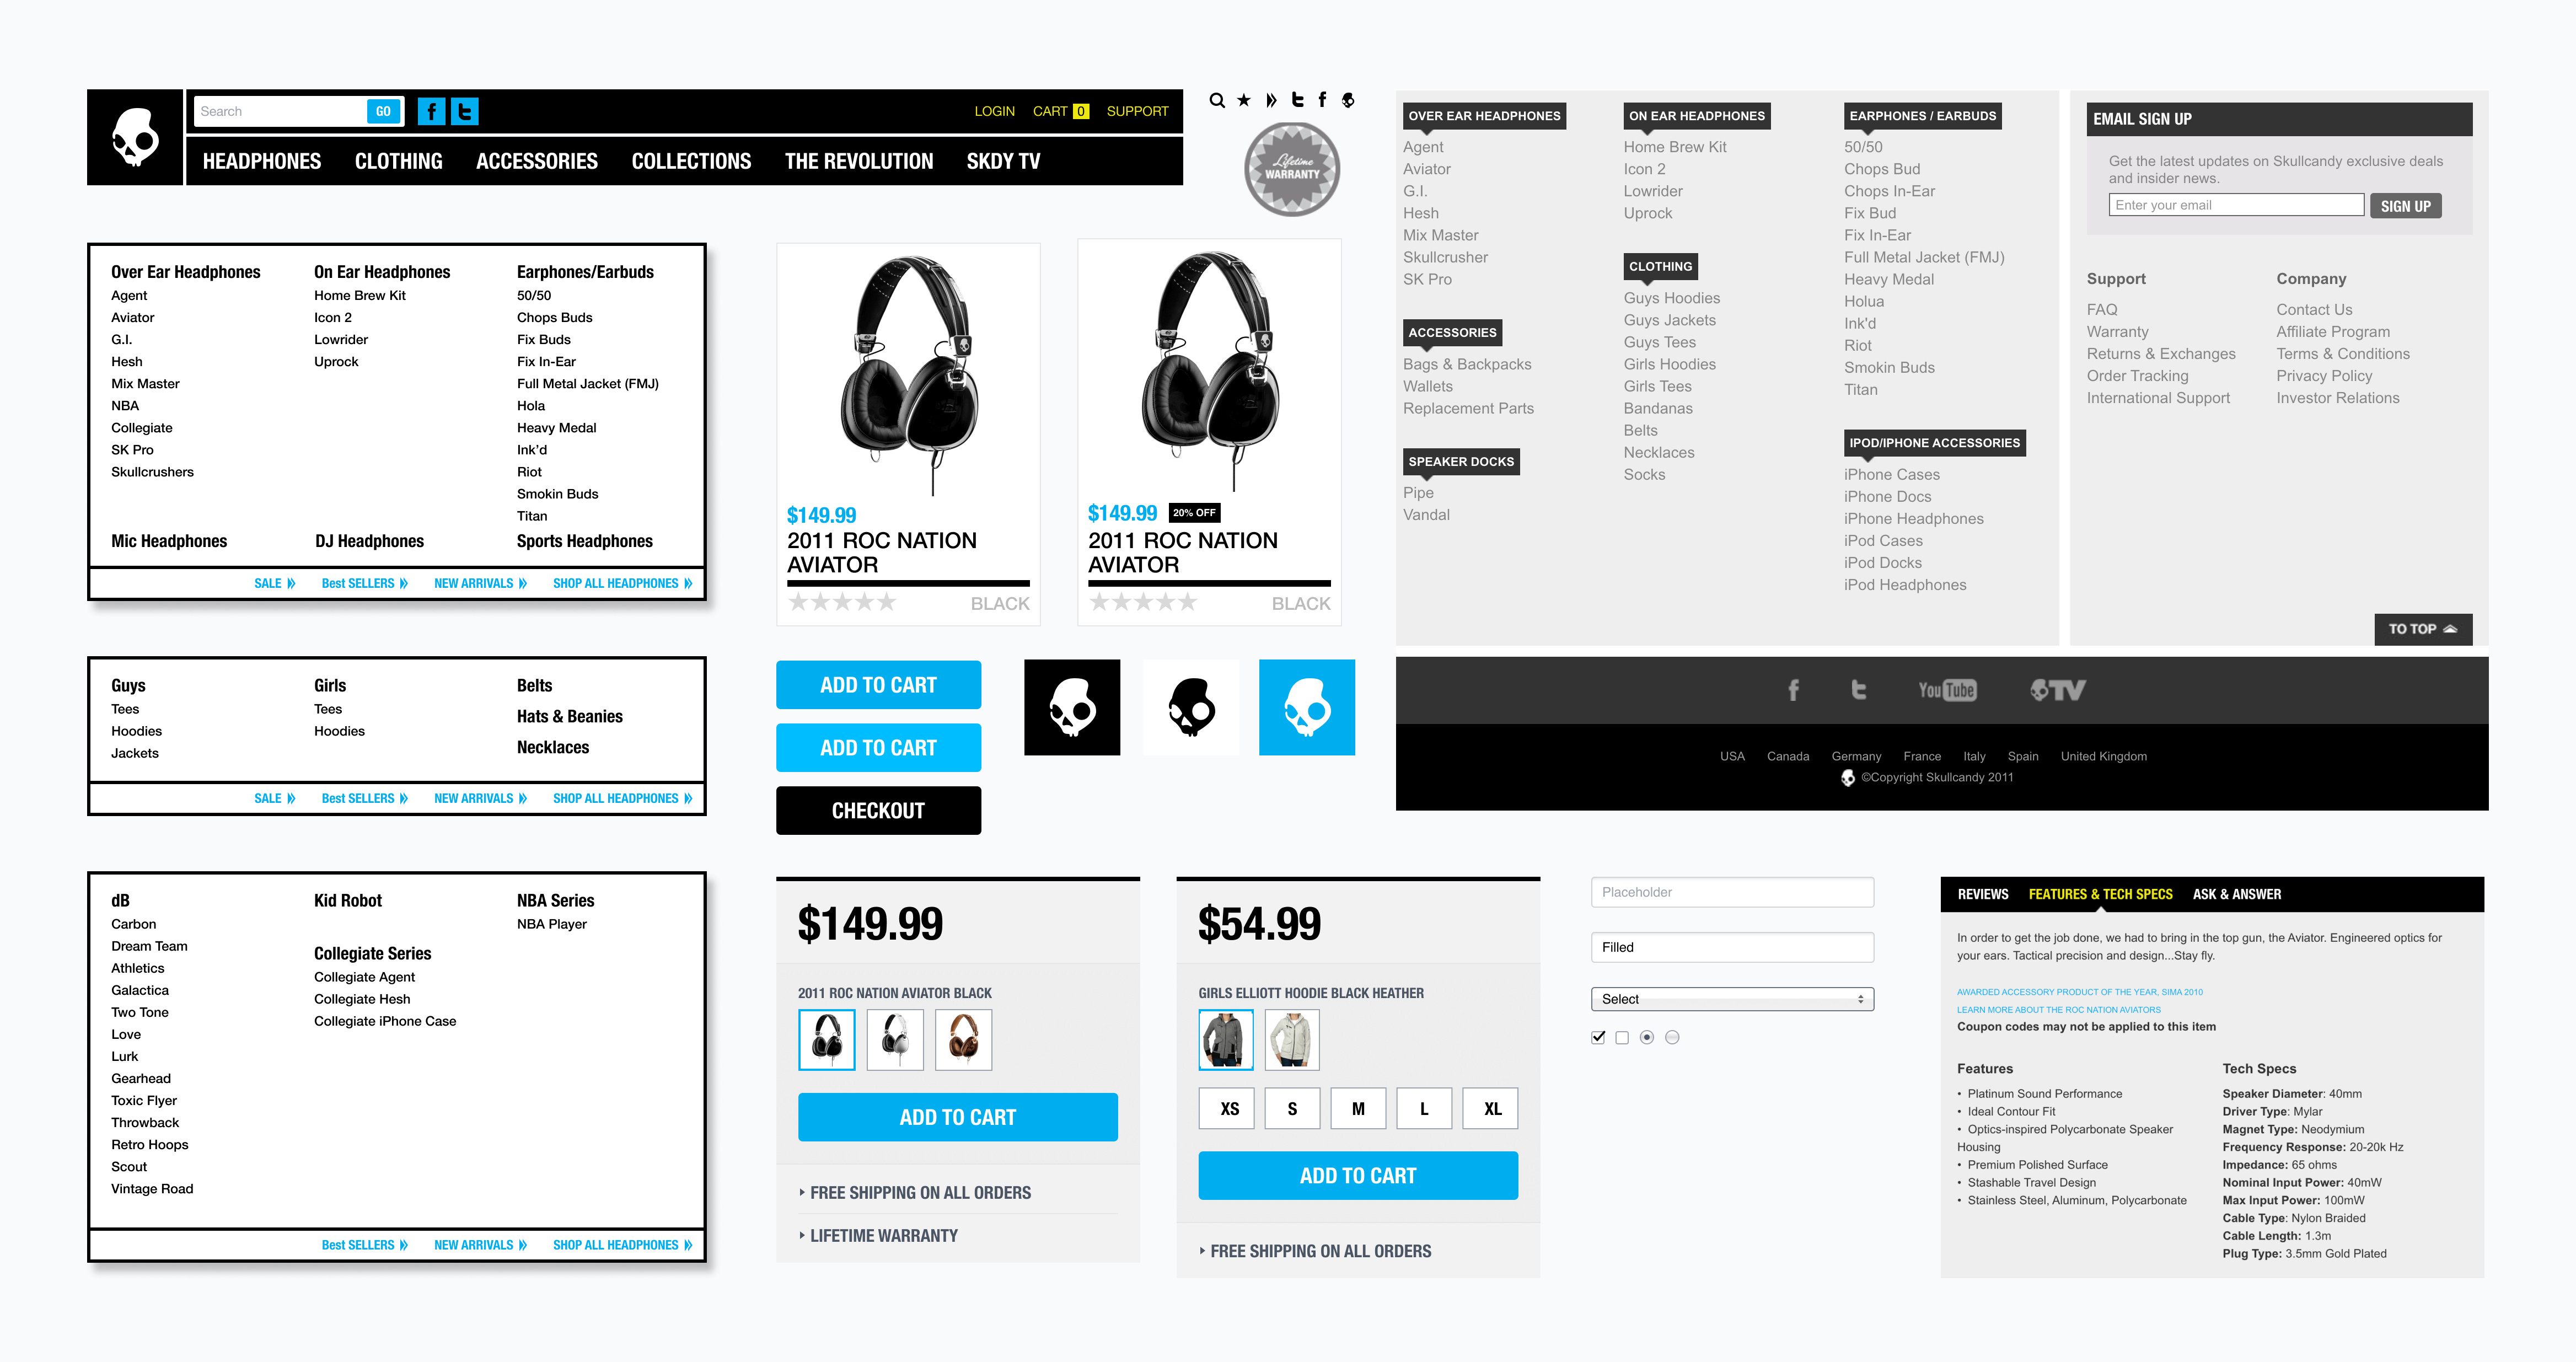 Search
GO
LOGIN
CART 0
SUPPORT
HEADPHONES
CLOTHING
ACCESSORIES
COLLECTIONS
THE REVOLUTION
SKDY TV
Lifetime
WARRANTY
Over Ear Headphones
Agent
Aviator
G.I.
Hesh
Mix Master
NBA
Collegiate
SK Pro
Skullcrushers
Mic Headphones
On Ear Headphones
Home Brew Kit
Icon 2
Lowrider
Uprock
DJ Headphones
Earphones/Earbuds
50/50
Chops Buds
Fix Buds
Fix In-Ear
Full Metal Jacket (FMJ)
Hola
Heavy Medal
Ink'd
Riot
Smokin Buds
Titan
Sports Headphones
SALE
Best SELLERS
NEW ARRIVALS
SHOP ALL HEADPHONES
Guys
Tees
Hoodies
Jackets
Girls
Tees
Hoodies
Belts
Hats & Beanies
Necklaces
SALE
Best SELLERS
NEW ARRIVALS
SHOP ALL HEADPHONES
dB
Carbon
Dream Team
Athletics
Galactica
Two Tone
Love
Lurk
Gearhead
Toxic Flyer
Throwback
Retro Hoops
Scout
Vintage Road
Kid Robot
Collegiate Series
Collegiate Agent
Collegiate Hesh
Collegiate iPhone Case
NBA Series
NBA Player
Best SELLERS
NEW ARRIVALS
SHOP ALL HEADPHONES
$149.99
2011 ROC NATION
AVIATOR
BLACK
$149.99
20% OFF
2011 ROC NATION
AVIATOR
BLACK
ADD TO CART
ADD TO CART
CHECKOUT
$149.99
2011 ROC NATION AVIATOR BLACK
ADD TO CART
FREE SHIPPING ON ALL ORDERS
LIFETIME WARRANTY
$54.99
GIRLS ELLIOTT HOODIE BLACK HEATHER
XS
S
M
L
XL
ADD TO CART
FREE SHIPPING ON ALL ORDERS
OVER EAR HEADPHONES
Agent
Aviator
G.I.
Hesh
Mix Master
Skullcrusher
SK Pro
ACCESSORIES
Bags & Backpacks
Wallets
Replacement Parts
SPEAKER DOCKS
Pipe
Vandal
ON EAR HEADPHONES
Home Brew Kit
Icon 2
Lowrider
Uprock
CLOTHING
Guys Hoodies
Guys Jackets
Guys Tees
Girls Hoodies
Girls Tees
Bandanas
Belts
Necklaces
Socks
EARPHONES / EARBUDS
50/50
Chops Bud
Chops In-Ear
Fix Bud
Fix In-Ear
Full Metal Jacket (FMJ)
Heavy Medal
Holua
Ink'd
Riot
Smokin Buds
Titan
IPOD/IPHONE ACCESSORIES
iPhone Cases
iPhone Docs
iPhone Headphones
iPod Cases
iPod Docks
iPod Headphones
EMAIL SIGN UP
Get the latest updates on Skullcandy exclusive deals
and insider news.
Enter your email
SIGN UP
Support
FAQ
Warranty
Returns & Exchanges
Order Tracking
International Support
Company
Contact Us
Affiliate Program
Terms & Conditions
Privacy Policy
Investor Relations
TO TOP
YouTube
TV
USA
Canada
Germany
France
Italy
Spain
United Kingdom
©Copyright Skullcandy 2011
Placeholder
Filled
Select
REVIEWS
FEATURES & TECH SPECS
ASK & ANSWER
In order to get the job done, we had to bring in the top gun, the Aviator. Engineered optics for
your ears. Tactical precision and design...Stay fly.
AWARDED ACCESSORY PRODUCT OF THE YEAR, SIMA 2010
LEARN MORE ABOUT THE ROC NATION AVIATORS
Coupon codes may not be applied to this item
Features
• Platinum Sound Performance
• Ideal Contour Fit
• Optics-inspired Polycarbonate Speaker
Housing
• Premium Polished Surface
• Stashable Travel Design
• Stainless Steel, Aluminum, Polycarbonate
Tech Specs
Speaker Diameter: 40mm
Driver Type: Mylar
Magnet Type: Neodymium
Frequency Response: 20-20k Hz
Impedance: 65 ohms
Nominal Input Power: 40mW
Max Input Power: 100mW
Cable Type: Nylon Braided
Cable Length: 1.3m
Plug Type: 3.5mm Gold Plated